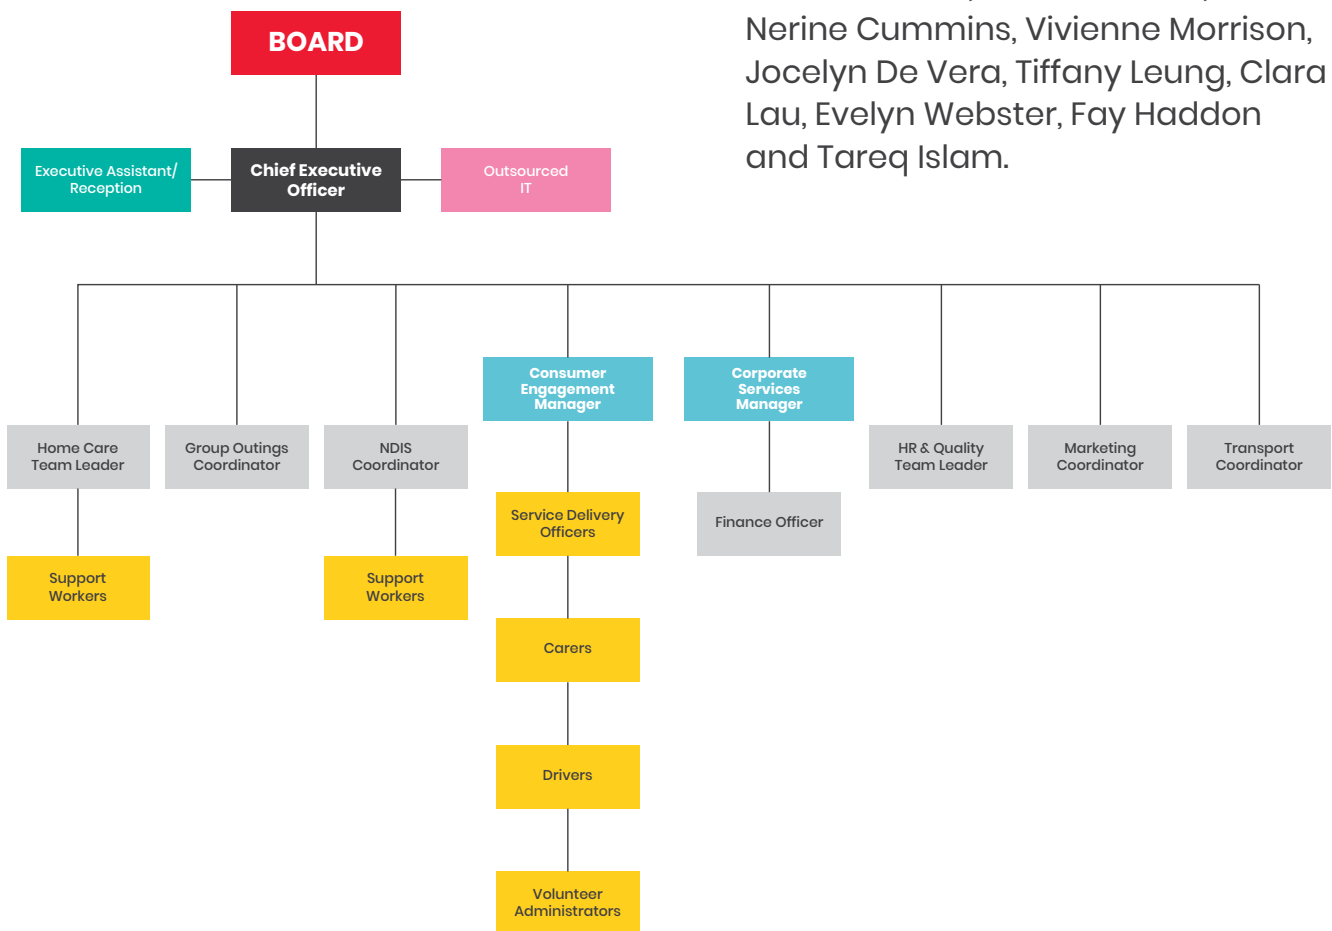 Nerine Cummins, Vivienne Morrison,
Jocelyn De Vera, Tiffany Leung, Clara
Lau, Evelyn Webster, Fay Haddon
and Tareq Islam.
BOARD
Executive Assistant/
Reception
Chief Executive
Officer
Outsourced
IT
Consumer
Engagement
Manager
Corporate
Services
Manager
Home Care
Team Leader
Group Outings
Coordinator
NDIS
Coordinator
HR & Quality
Team Leader
Marketing
Coordinator
Transport
Coordinator
Service Delivery
Officers
Finance Officer
Support
Workers
Support
Workers
Carers
Drivers
Volunteer
Administrators